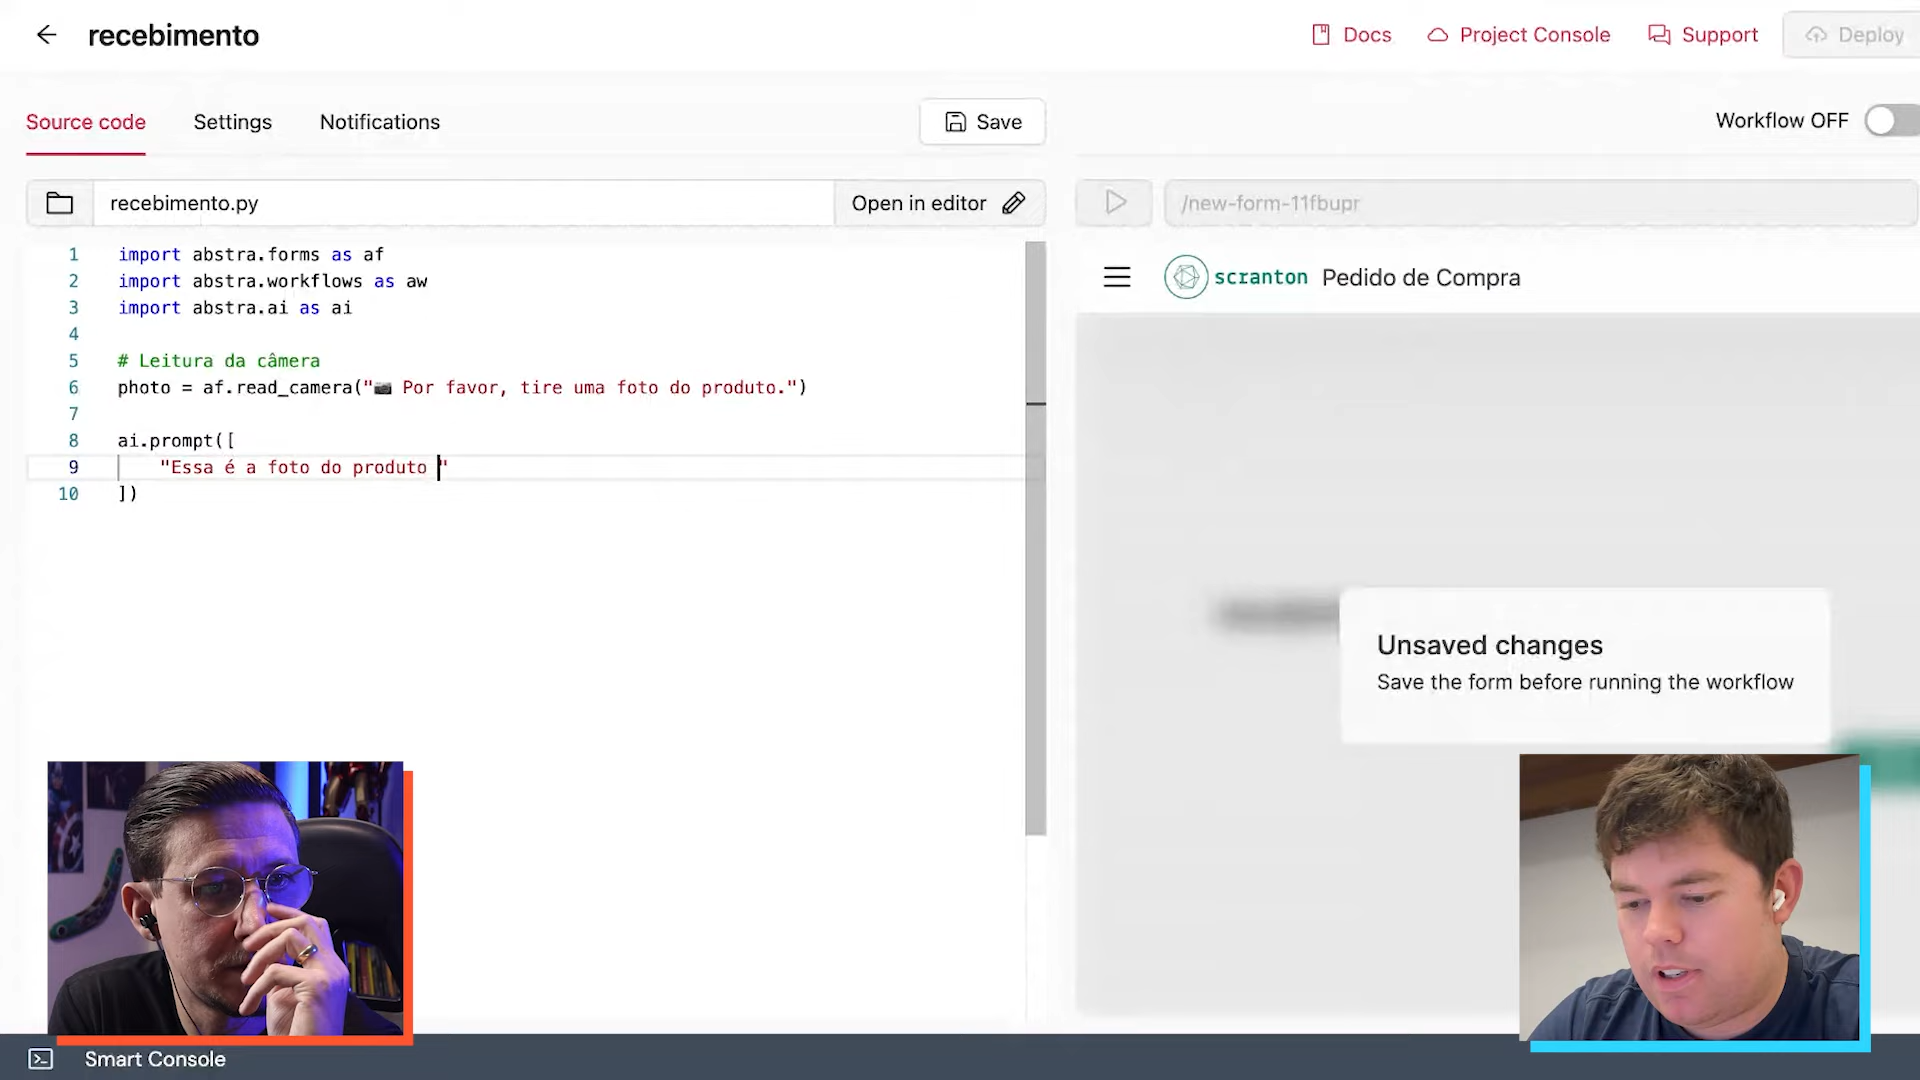 recebimento
Docs
Project Console
Support
Deploy
Source code
Settings
Notifications
Save
Workflow OFF
recebimento.py
Open in editor
/new-form-11fbupr
scranton
Pedido de Compra
1 import abstra.forms as af
2 import abstra.workflows as aw
3 import abstra.ai as ai
4
5 # Leitura da câmera
6 photo = af.read_camera("📷 Por favor, tire uma foto do produto.")
7
8 ai.prompt([
9 "Essa é a foto do produto "
10 ])
Unsaved changes
Save the form before running the workflow
Smart Console